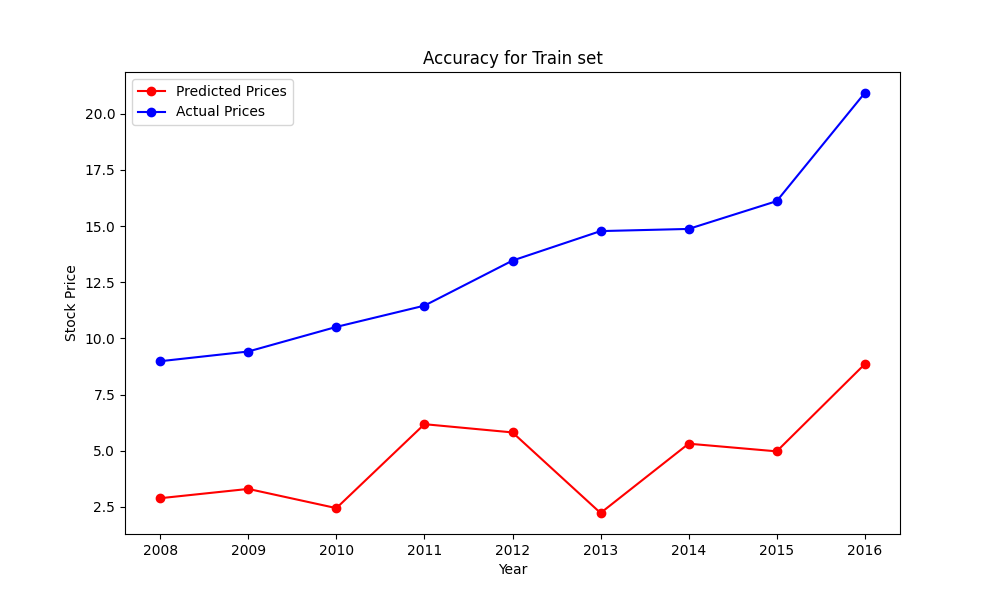 Accuracy for Train set
Predicted Prices
Actual Prices
20.0
17.5
15.0
12.5
10.0
7.5
5.0
2.5
Stock Price
2008 2009 2010 2011 2012 2013 2014 2015 2016
Year